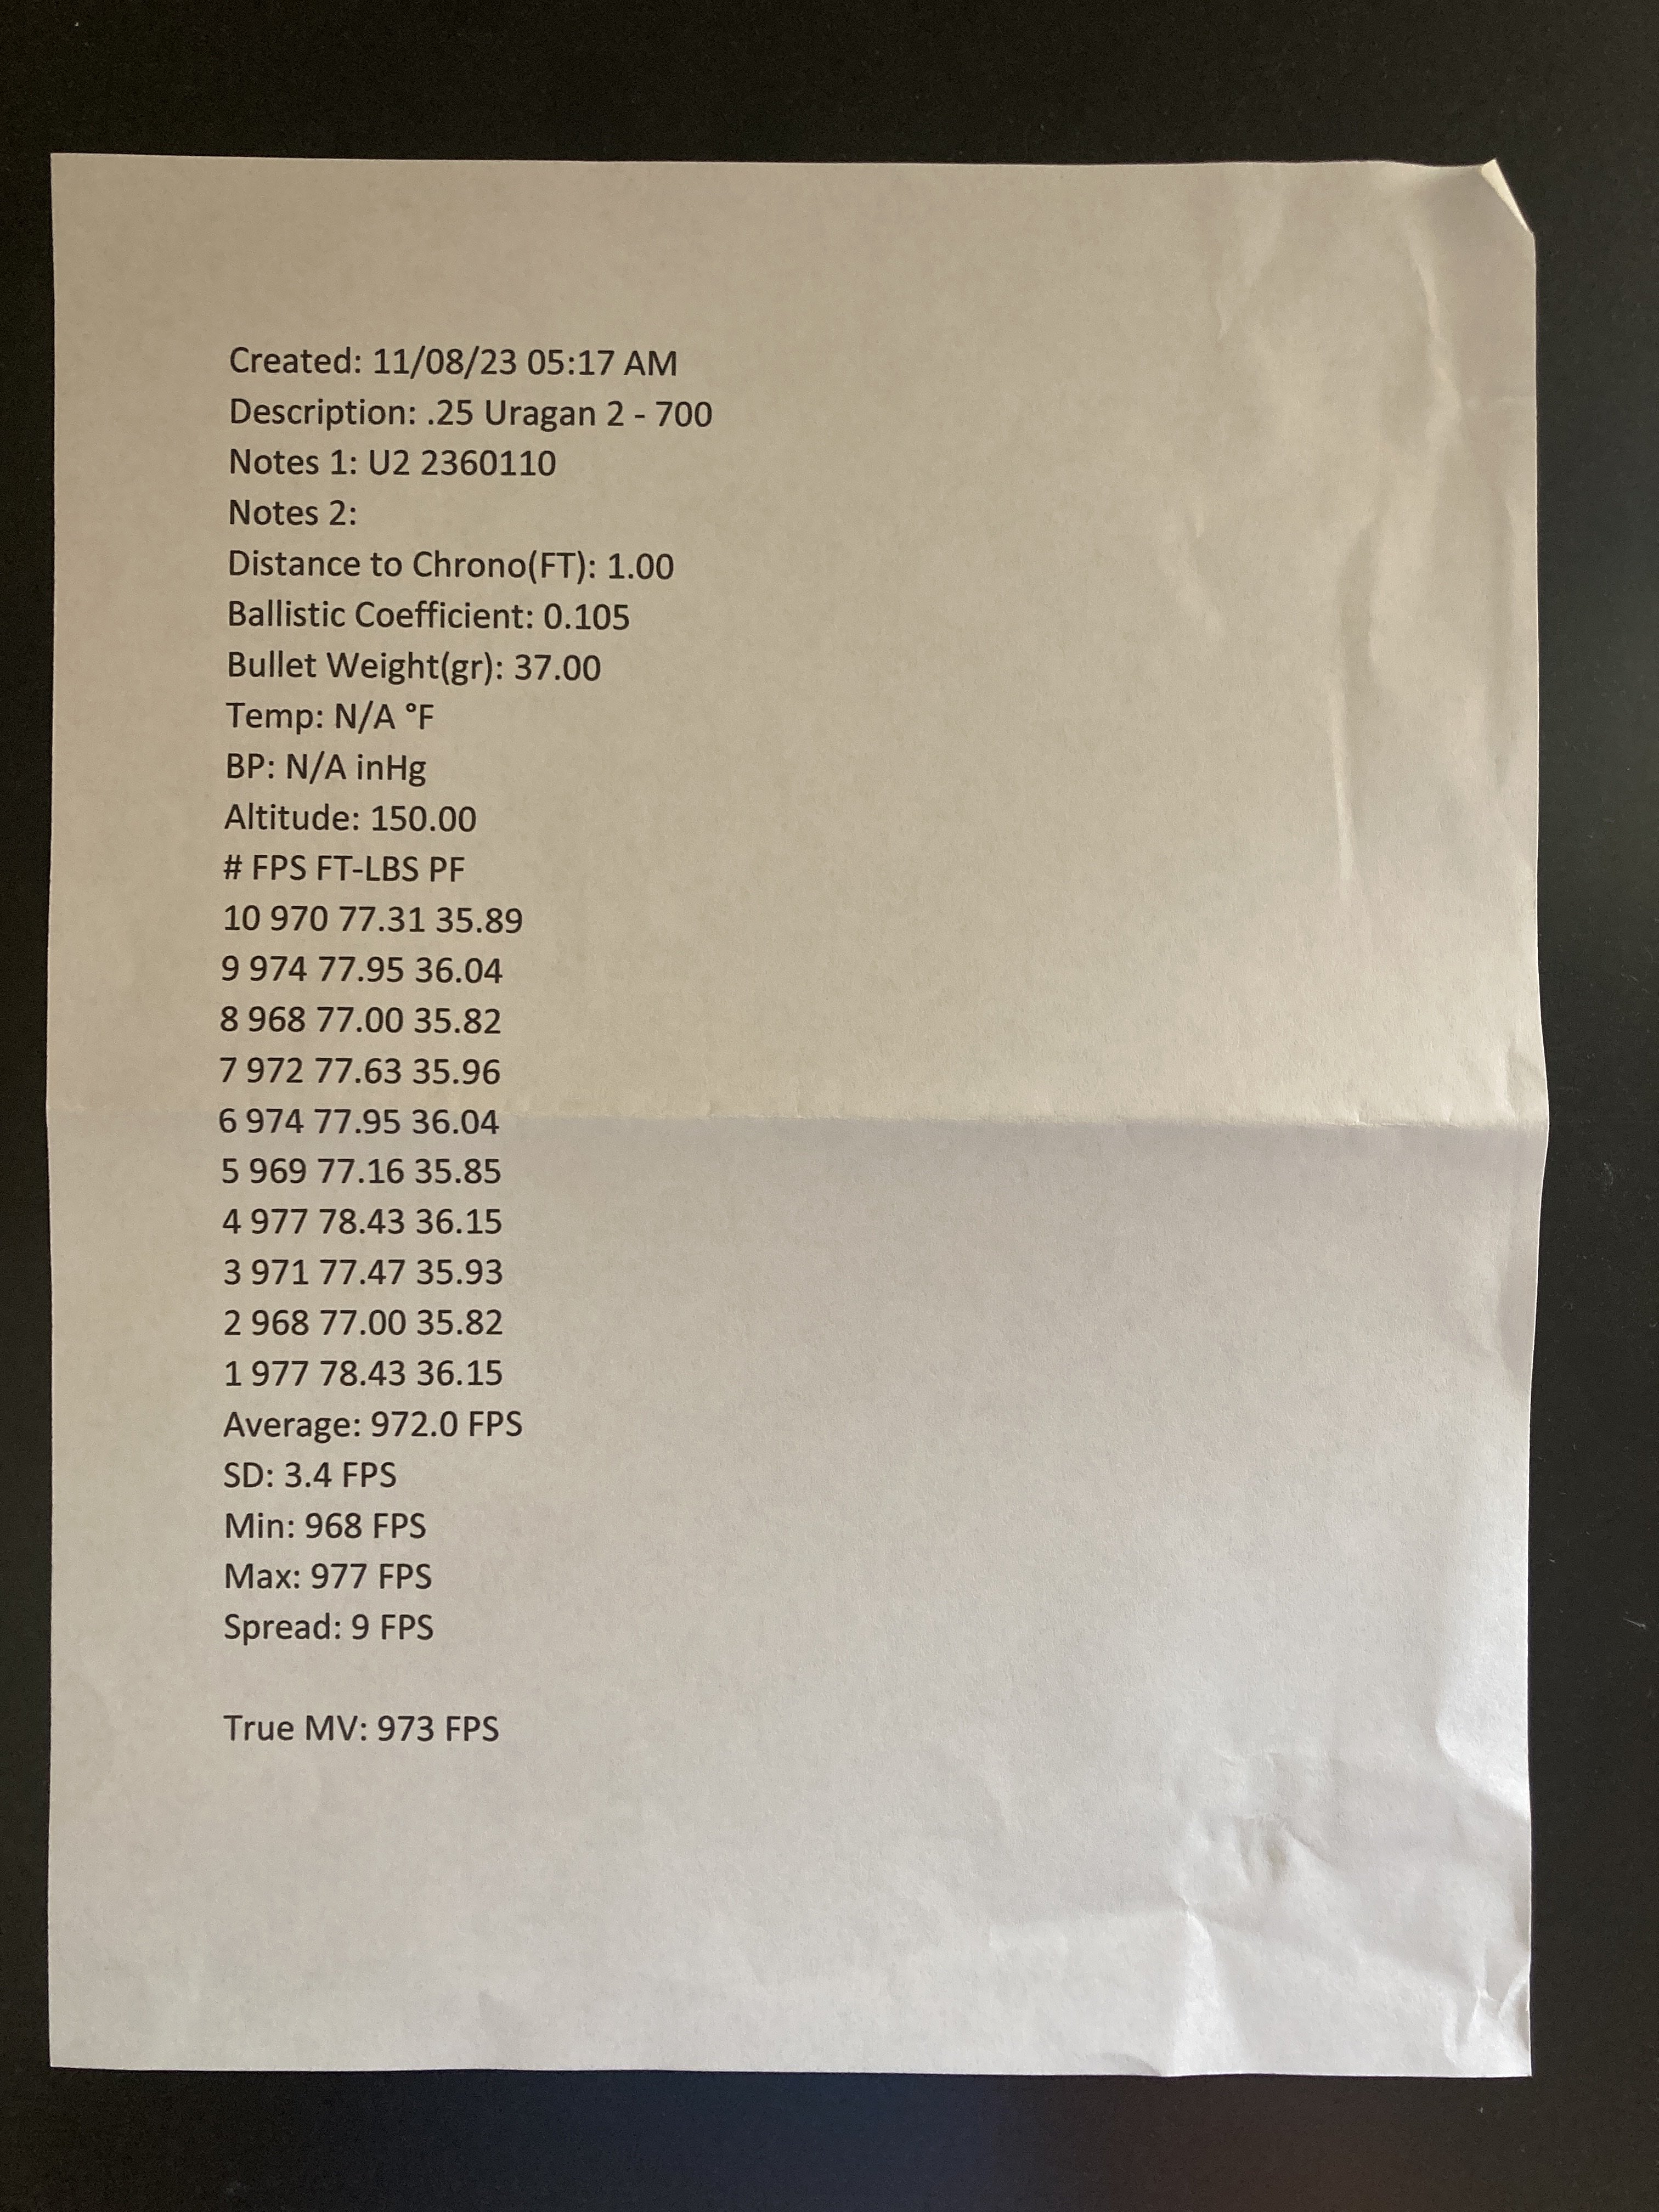 Created: 11/08/23 05:17 AM
Description: .25 Uragan 2 - 700
Notes 1: U2 2360110
Notes 2:
Distance to Chrono(FT): 1.00
Ballistic Coefficient: 0.105
Bullet Weight(gr): 37.00
Temp: N/A °F
BP: N/A inHg
Altitude: 150.00
# FPS FT-LBS PF
10 970 77.31 35.89
9 974 77.95 36.04
8 968 77.00 35.82
7 972 77.63 35.96
6 974 77.95 36.04
5 969 77.16 35.85
4 977 78.43 36.15
3 971 77.47 35.93
2 968 77.00 35.82
1 977 78.43 36.15
Average: 972.0 FPS
SD: 3.4 FPS
Min: 968 FPS
Max: 977 FPS
Spread: 9 FPS
True MV: 973 FPS